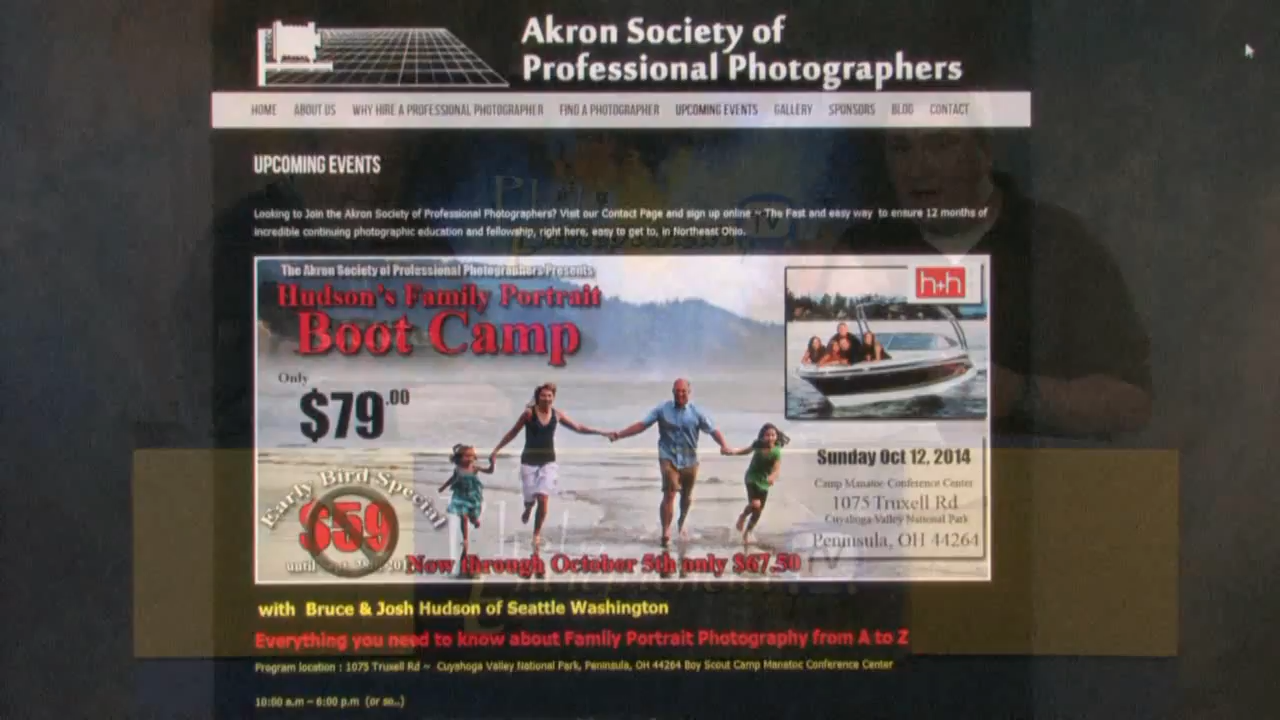 Akron Society of
Professional Photographers
HOME ABOUT US WHY HIRE A PROFESSIONAL PHOTOGRAPHER FIND A PHOTOGRAPHER UPCOMING EVENTS GALLERY SPONSORS BLOG CONTACT
UPCOMING EVENTS
Looking to Join the Akron Society of Professional Photographers? Visit our Contact Page and sign up online ~ The Fast and easy way to ensure 12 months of
incredible continuing photographic education and fellowship, right here, easy to get to, in Northeast Ohio.
The Akron Society of Professional Photographers Presents
Hudson's Family Portrait
Boot Camp
h+h
Only
$79.00
Early Bird Special
$59
until
Now through October 5th only $67.50
Sunday Oct 12, 2014
Camp Manatoc Conference Center
1075 Truxell Rd
Cuyahoga Valley National Park
Peninsula, OH 44264
with Bruce & Josh Hudson of Seattle Washington
Everything you need to know about Family Portrait Photography from A to Z
Program location : 1075 Truxell Rd ~ Cuyahoga Valley National Park, Peninsula, OH 44264 Boy Scout Camp Manatoc Conference Center
10:00 a.m – 6:00 p.m (or so..)